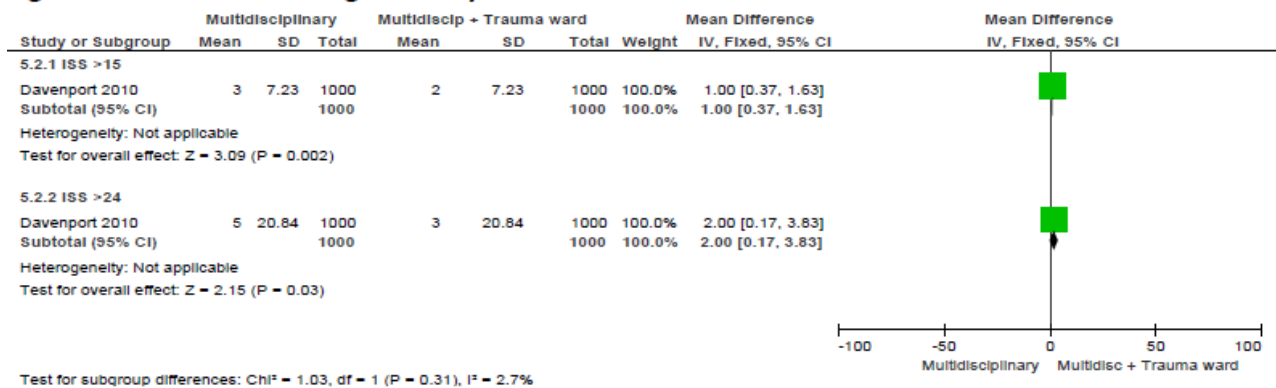 Multidisciplinary Multidiscip + Trauma ward Mean Difference Mean Difference
Study or Subgroup Mean SD Total Mean SD Total Weight IV, Fixed, 95% CI IV, Fixed, 95% CI
5.2.1 ISS >15
Davenport 2010 3 7.23 1000 2 7.23 1000 100.0% 1.00 [0.37, 1.63]
Subtotal (95% CI) 1000 1000 100.0% 1.00 [0.37, 1.63]
Heterogeneity: Not applicable
Test for overall effect: Z = 3.09 (P = 0.002)
5.2.2 ISS >24
Davenport 2010 5 20.84 1000 3 20.84 1000 100.0% 2.00 [0.17, 3.83]
Subtotal (95% CI) 1000 1000 100.0% 2.00 [0.17, 3.83]
Heterogeneity: Not applicable
Test for overall effect: Z = 2.15 (P = 0.03)
-100 -50 0 50 100
Multidisciplinary Multidisc + Trauma ward
Test for subgroup differences: Chi² = 1.03, df = 1 (P = 0.31), I² = 2.7%